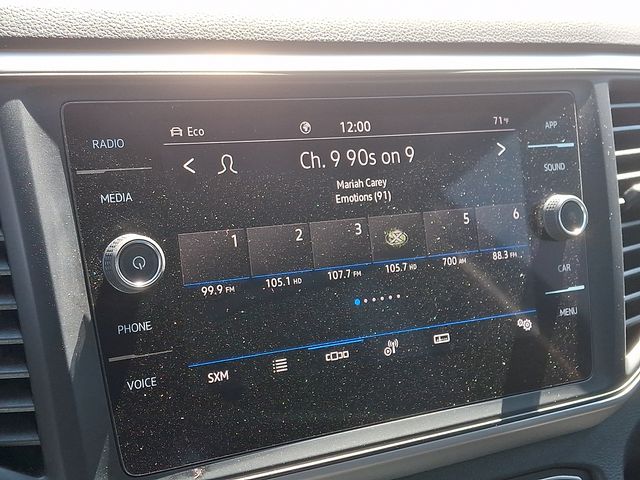 Eco 12:00 71°F
RADIO
MEDIA
PHONE
VOICE
< Ch. 9 90s on 9 >
Mariah Carey
Emotions (91)
1 2 3 5 6
99.9 FM 105.1 HD 107.7 FM 105.7 HD 700 AM 88.3 FM
SXM
APP
SOUND
CAR
MENU